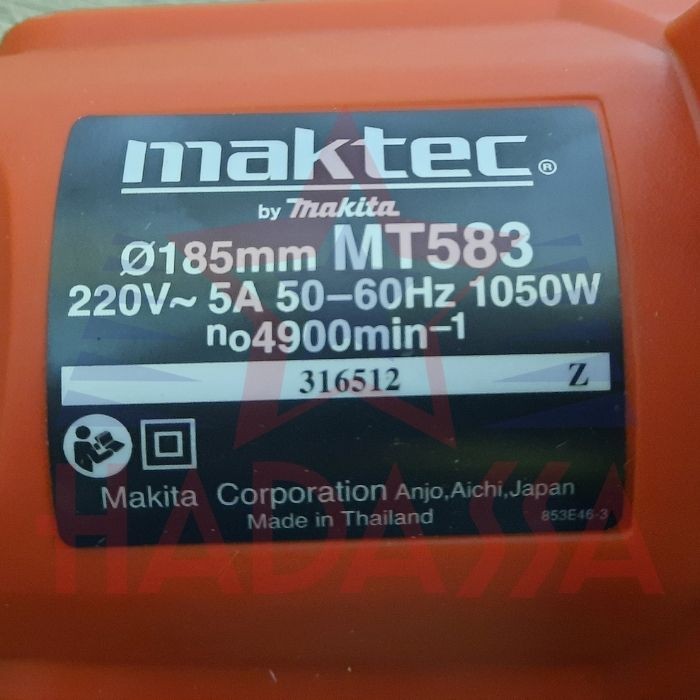 maktec®
by makita
Ø185mm MT583
220V~ 5A 50–60Hz 1050W
no4900min–1
316512 Z
Makita Corporation Anjo,Aichi,Japan
Made in Thailand 853E46-3
HADASSA